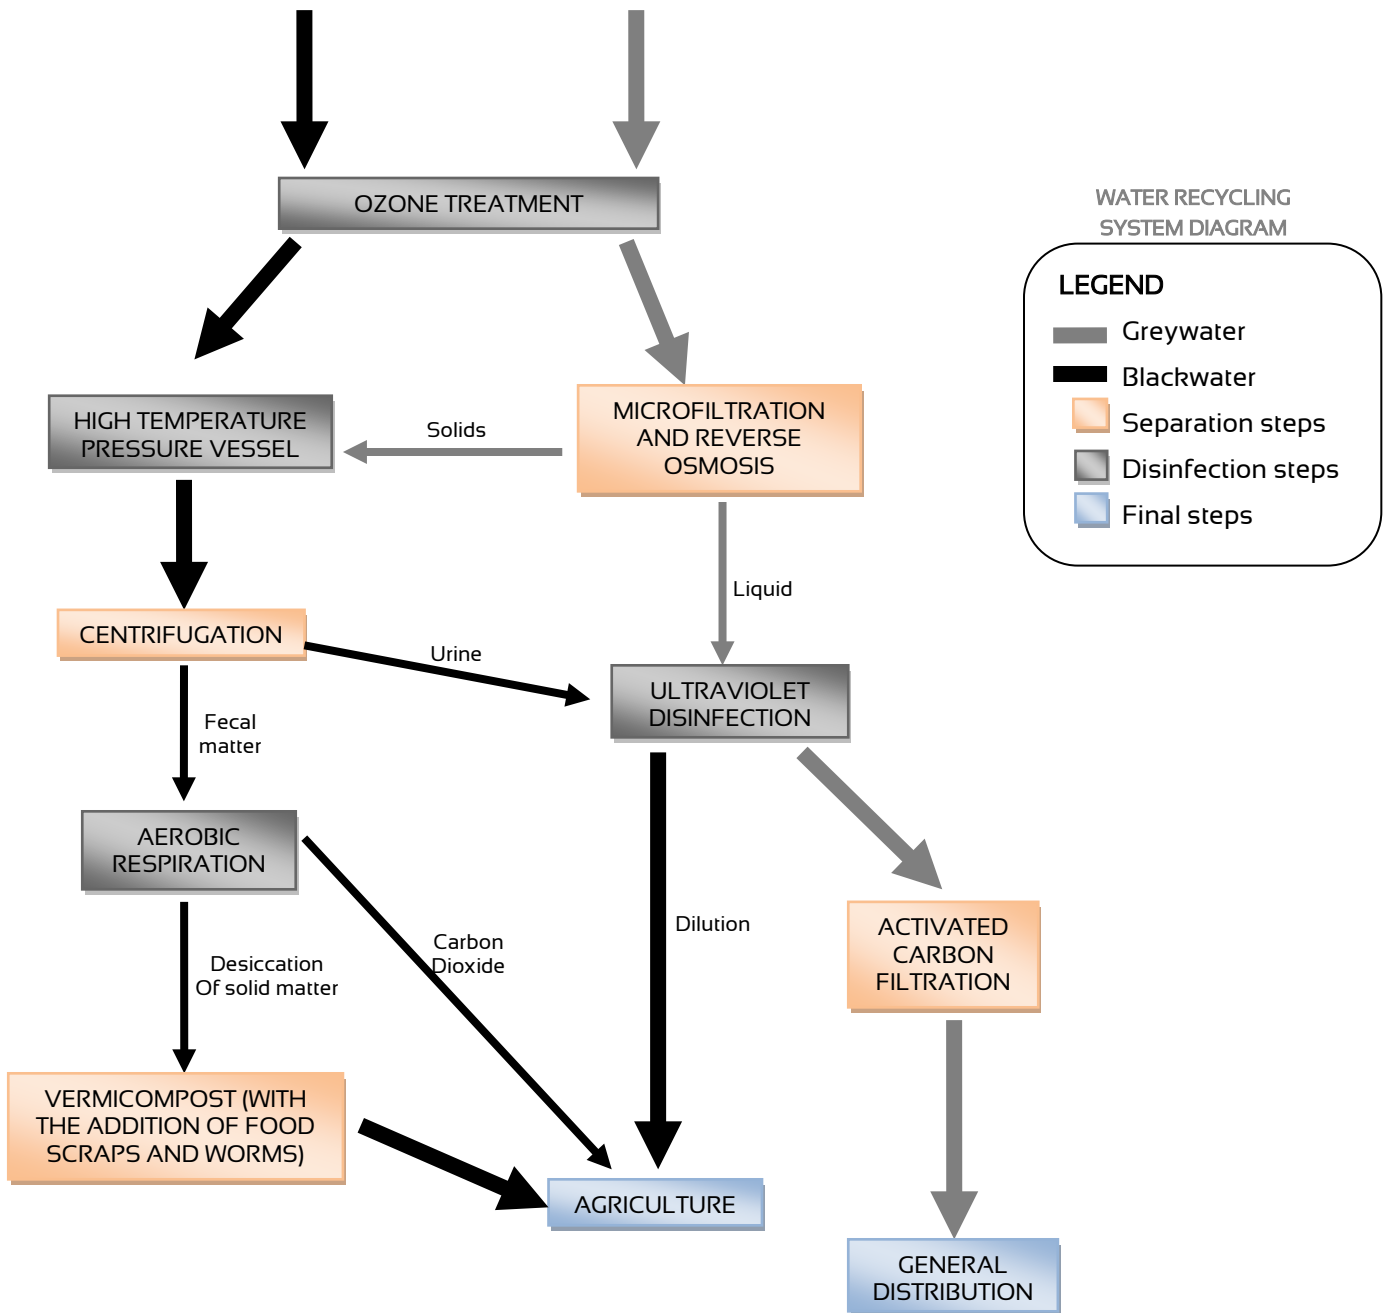 OZONE TREATMENT
WATER RECYCLING
SYSTEM DIAGRAM
LEGEND
Greywater
Blackwater
Separation steps
Disinfection steps
Final steps
HIGH TEMPERATURE
PRESSURE VESSEL
Solids
MICROFILTRATION
AND REVERSE
OSMOSIS
Liquid
CENTRIFUGATION
Urine
ULTRAVIOLET
DISINFECTION
Fecal
matter
AEROBIC
RESPIRATION
Desiccation
Of solid matter
Carbon
Dioxide
Dilution
ACTIVATED
CARBON
FILTRATION
VERMICOMPOST (WITH
THE ADDITION OF FOOD
SCRAPS AND WORMS)
AGRICULTURE
GENERAL
DISTRIBUTION